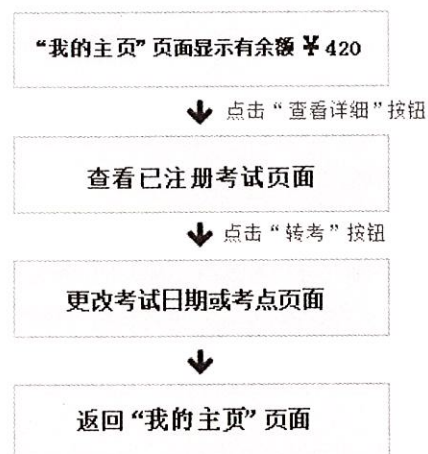 “我的主页”页面显示有余额￥420
点击“查看详细”按钮
查看已注册考试页面
点击“转考”按钮
更改考试日期或考点页面
返回“我的主页”页面